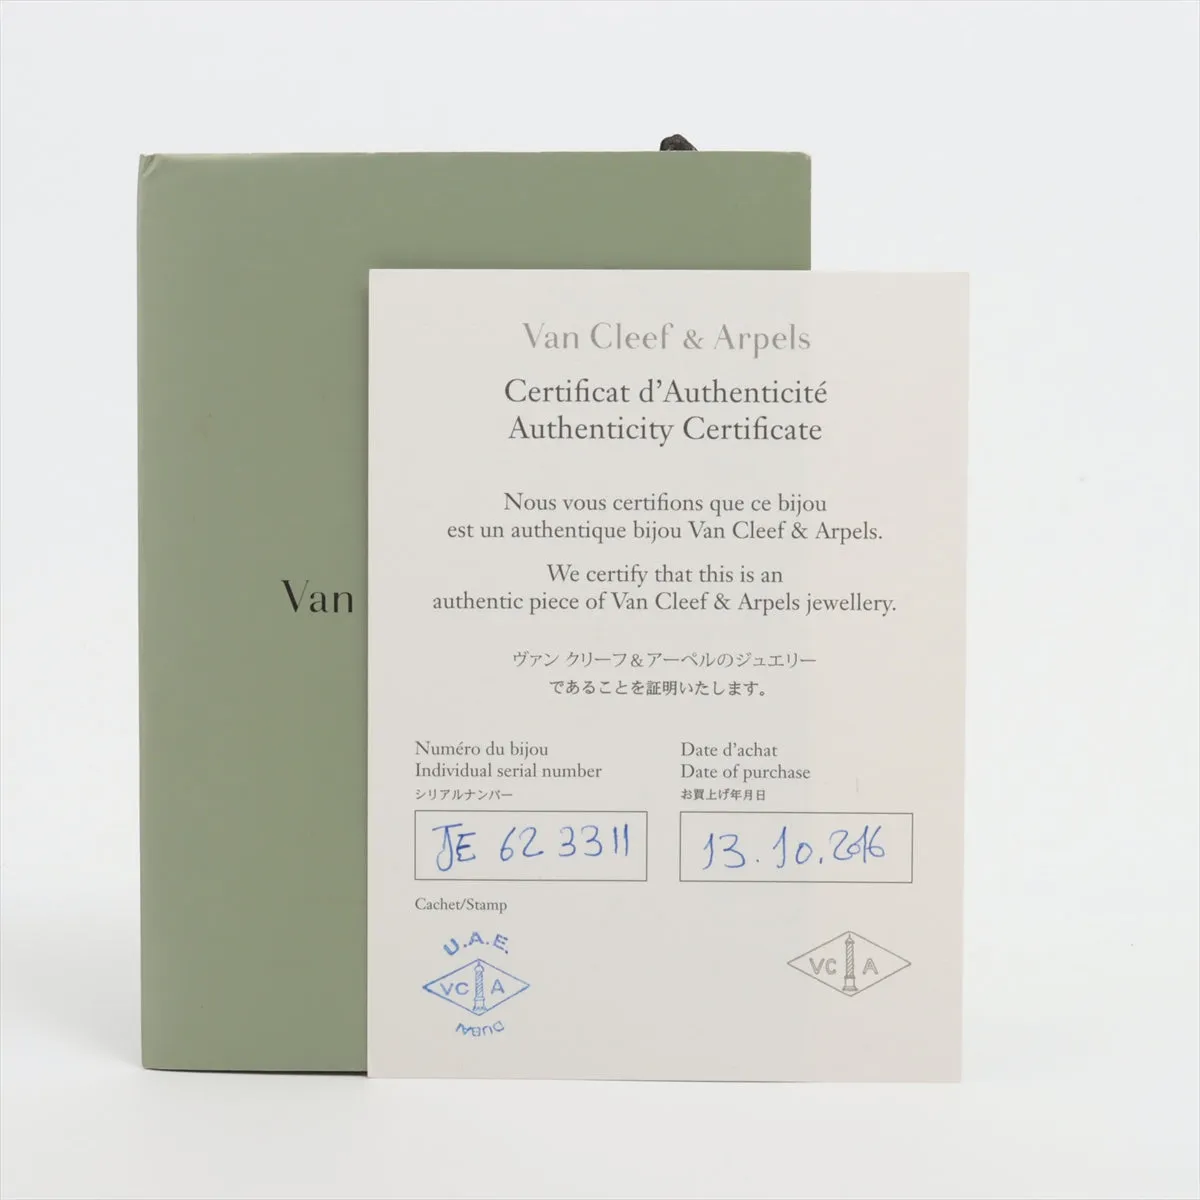 Van
Van Cleef & Arpels
Certificat d'Authenticité
Authenticity Certificate
Nous vous certifions que ce bijou
est un authentique bijou Van Cleef & Arpels.
We certify that this is an
authentic piece of Van Cleef & Arpels jewellery.
ヴァン クリーフ&アーペルのジュエリー
であることを証明いたします。
Numéro du bijou
Individual serial number
シリアルナンバー
JE 62 3311
Date d'achat
Date of purchase
お買上げ年月日
13.10.2016
Cachet/Stamp
U.A.E.
VC A
DUBAI
VC A